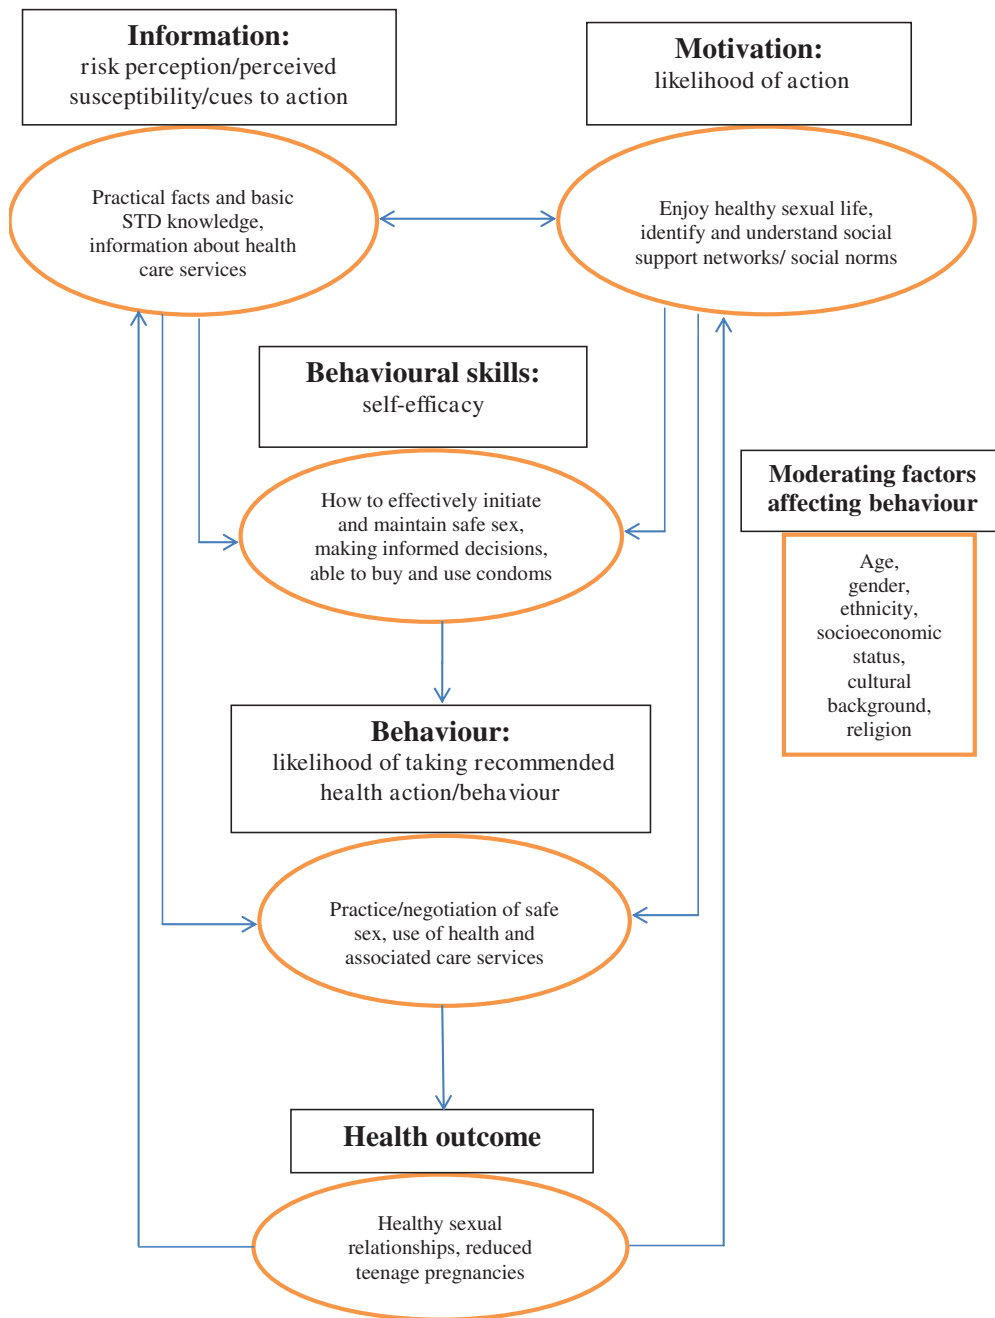 Information:
risk perception/perceived
susceptibility/cues to action
Motivation:
likelihood of action
Practical facts and basic
STD knowledge,
information about health
care services
Enjoy healthy sexual life,
identify and understand social
support networks/ social norms
Behavioural skills:
self-efficacy
How to effectively initiate
and maintain safe sex,
making informed decisions,
able to buy and use condoms
Moderating factors
affecting behaviour
Age,
gender,
ethnicity,
socioeconomic
status,
cultural
background,
religion
Behaviour:
likelihood of taking recommended
health action/behaviour
Practice/negotiation of safe
sex, use of health and
associated care services
Health outcome
Healthy sexual
relationships, reduced
teenage pregnancies